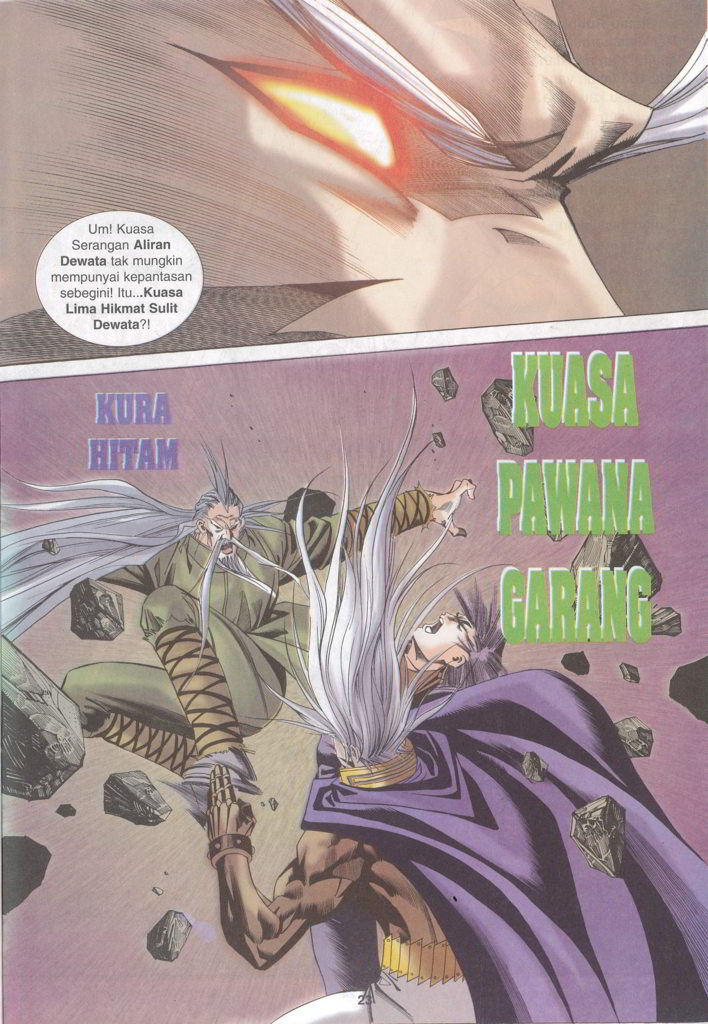 Um! Kuasa
Serangan Aliran
Dewata tak mungkin
mempunyai kepantasan
sebegini! Itu...Kuasa
Lima Hikmat Sulit
Dewata?!
KURA
HITAM
KUASA
PAWANA
GARANG
23